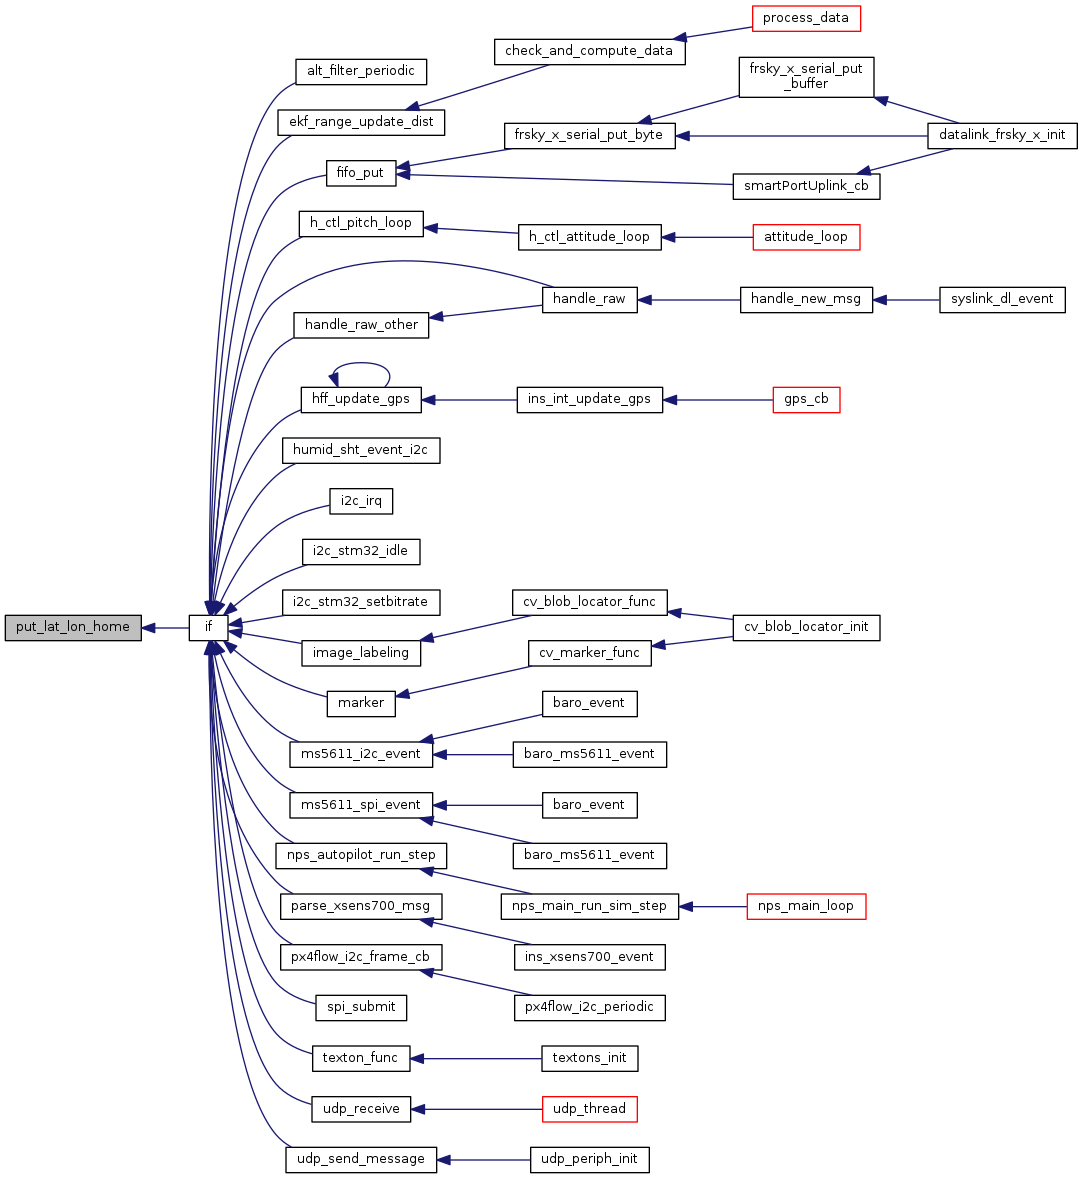 process_data
check_and_compute_data
alt_filter_periodic
frsky_x_serial_put
_buffer
ekf_range_update_dist
frsky_x_serial_put_byte
datalink_frsky_x_init
fifo_put
smartPortUplink_cb
h_ctl_pitch_loop
h_ctl_attitude_loop
attitude_loop
handle_raw
handle_new_msg
syslink_dl_event
handle_raw_other
hff_update_gps
ins_int_update_gps
gps_cb
humid_sht_event_i2c
i2c_irq
i2c_stm32_idle
i2c_stm32_setbitrate
cv_blob_locator_func
put_lat_lon_home
if
cv_blob_locator_init
image_labeling
cv_marker_func
marker
baro_event
ms5611_i2c_event
baro_ms5611_event
ms5611_spi_event
baro_event
nps_autopilot_run_step
baro_ms5611_event
parse_xsens700_msg
nps_main_run_sim_step
nps_main_loop
px4flow_i2c_frame_cb
ins_xsens700_event
spi_submit
px4flow_i2c_periodic
texton_func
textons_init
udp_receive
udp_thread
udp_send_message
udp_periph_init